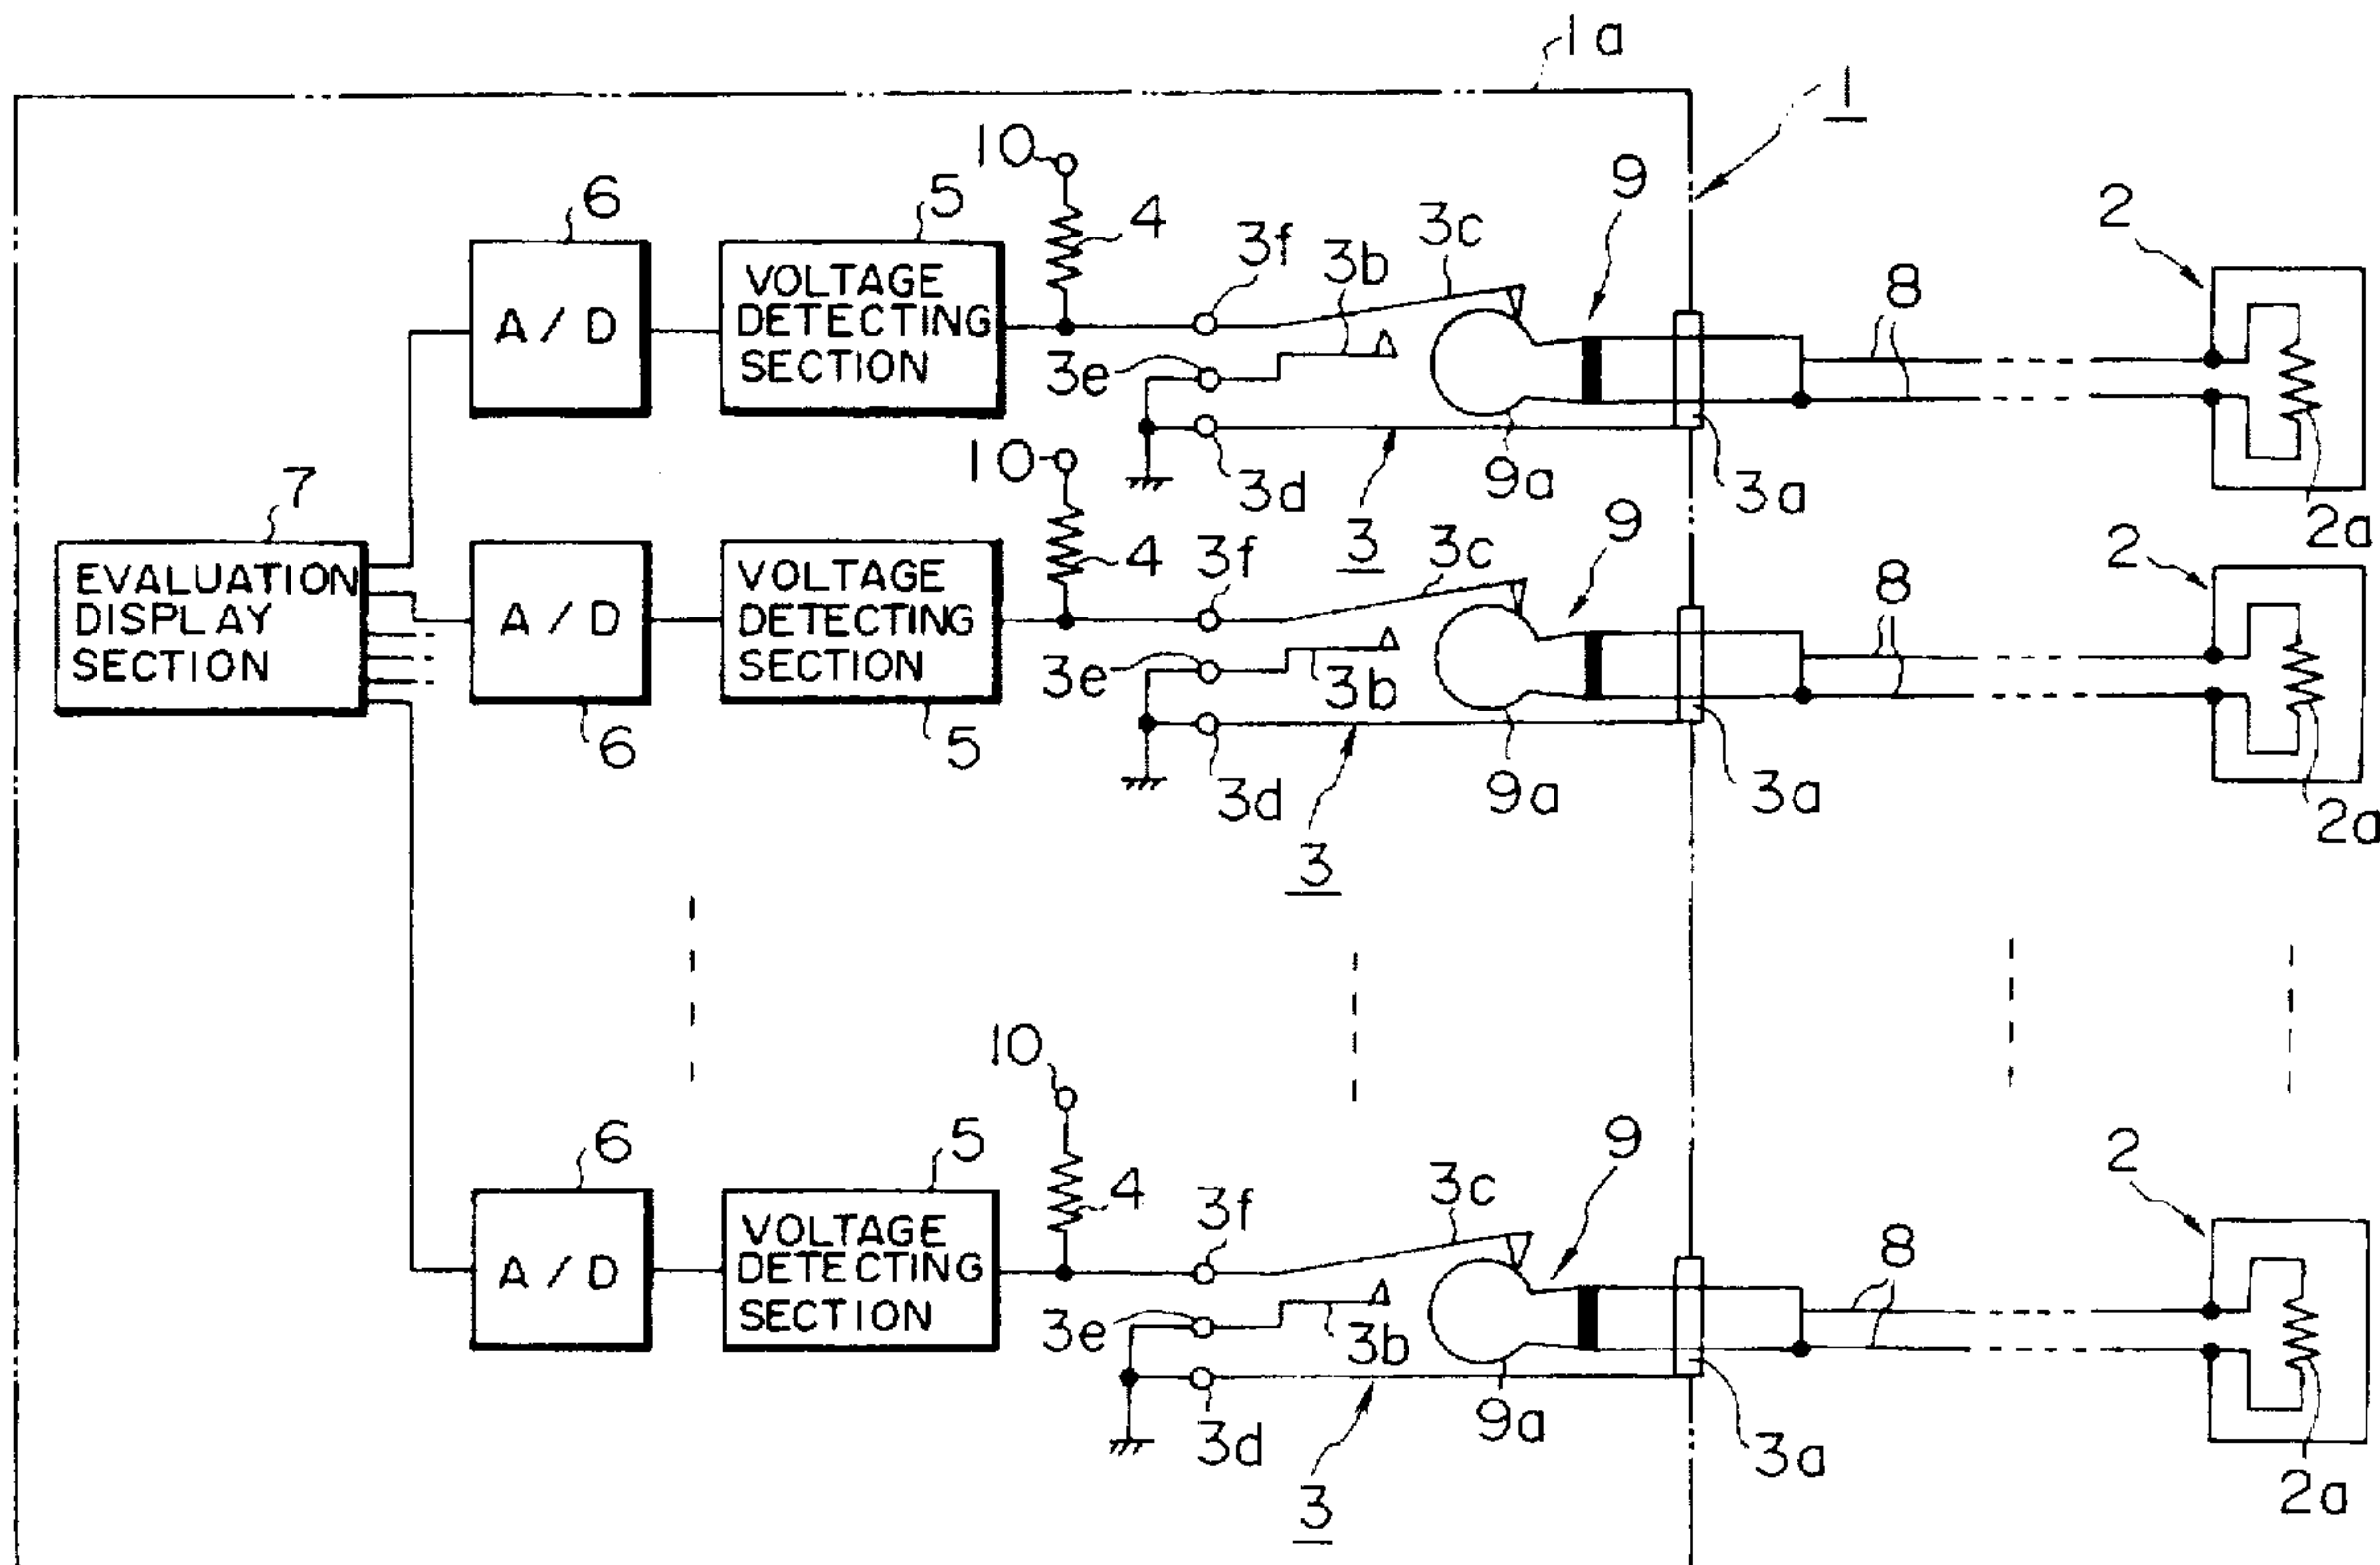 1a
1
10
9
6
5
2
4
3c
3f
3b
8
VOLTAGE
DETECTING
SECTION
A / D
3e
10
3d
9a
3a
2a
7
3
9
2
EVALUATION
DISPLAY
SECTION
A / D
VOLTAGE
DETECTING
SECTION
4
3f
3c
8
3e
3b
6
5
3d
9a
3a
2a
3
10
9
2
6
5
4
3f
3c
8
A / D
VOLTAGE
DETECTING
SECTION
3e
3b
3d
9a
3a
2a
3